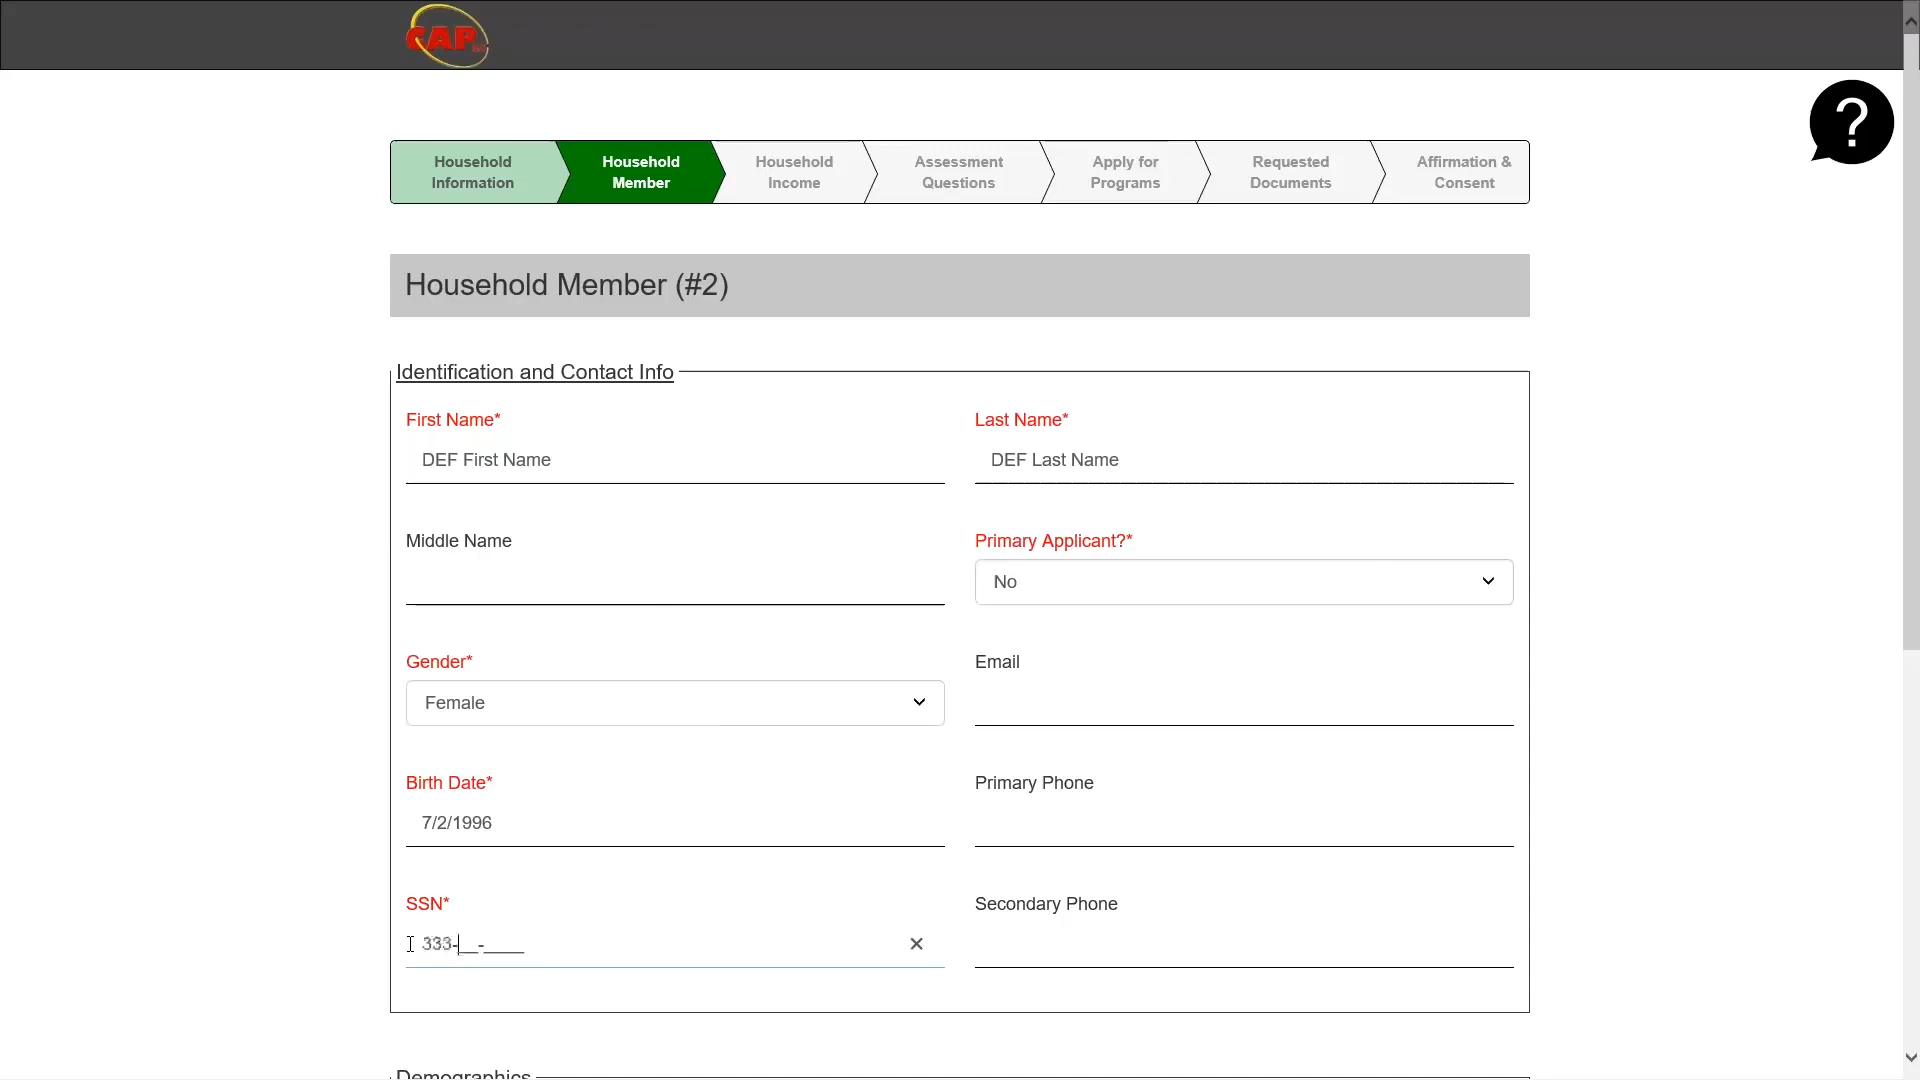 CAP
Household
Information
Household
Member
Household
Income
Assessment
Questions
Apply for
Programs
Requested
Documents
Affirmation &
Consent
?
Household Member (#2)
Identification and Contact Info
First Name*
Last Name*
DEF First Name
DEF Last Name
Middle Name
Primary Applicant?*
No
Gender*
Email
Female
Birth Date*
Primary Phone
7/2/1996
SSN*
Secondary Phone
333-__-____
Demographics